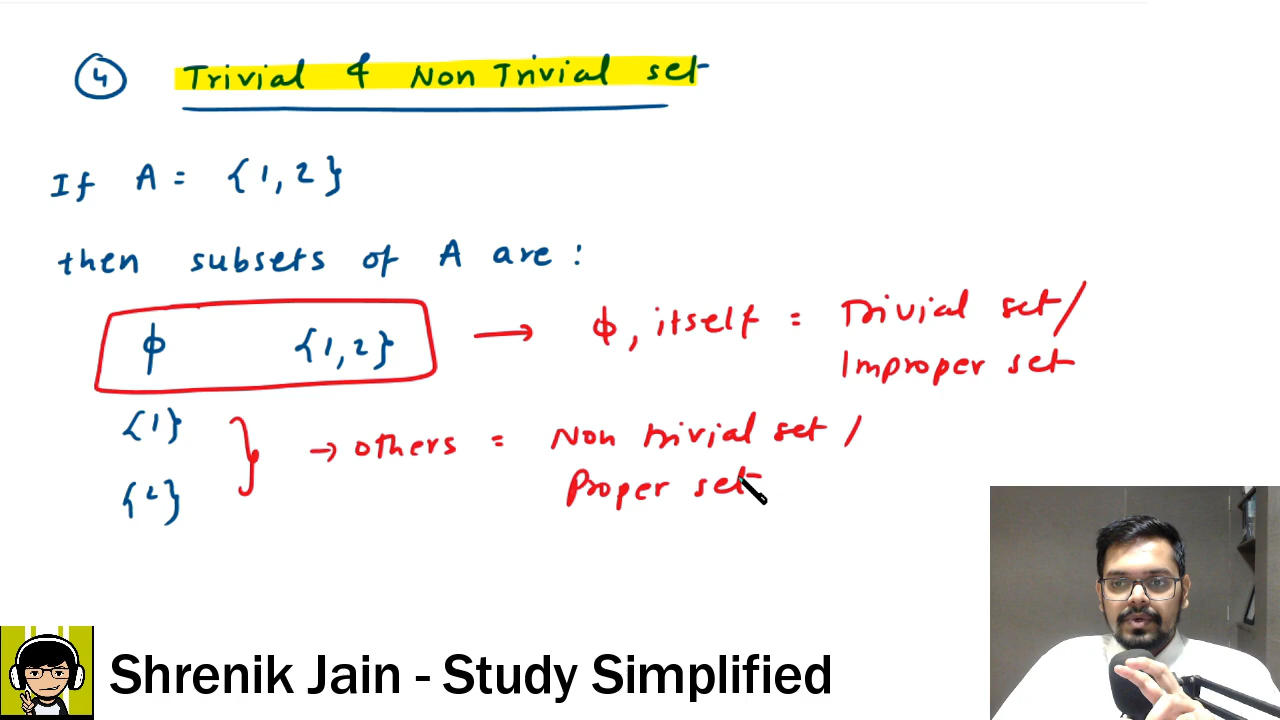 4 Trivial & Non Trivial set
If A = {1, 2}
then subsets of A are :
ϕ {1, 2} → ϕ, itself = Trivial set /
Improper set
{1}
→ others = Non trivial set /
{2}
Proper set
Shrenik Jain - Study Simplified